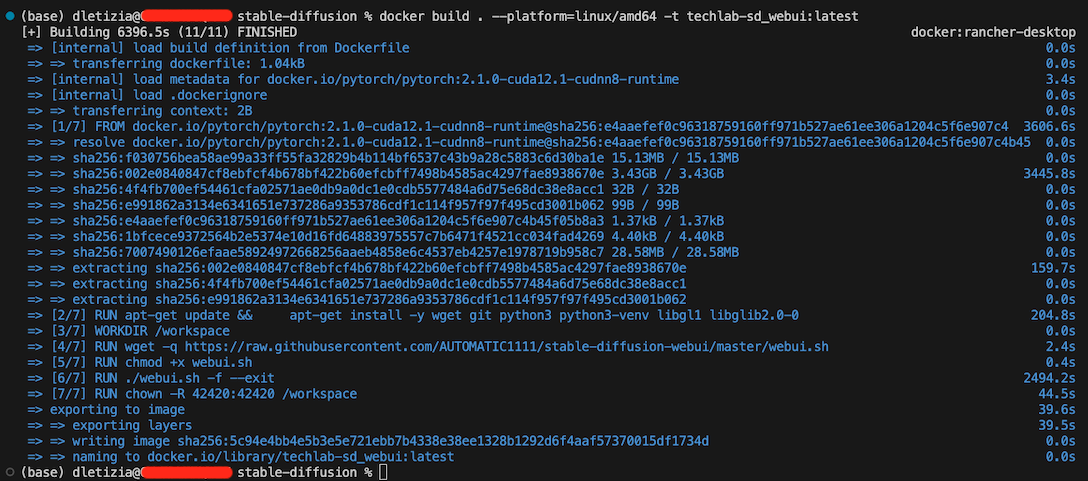 (base) dletizia@ stable-diffusion % docker build . --platform=linux/amd64 -t techlab-sd_webui:latest
[+] Building 6396.5s (11/11) FINISHED docker:rancher-desktop
=> [internal] load build definition from Dockerfile 0.0s
=> => transferring dockerfile: 1.04kB 0.0s
=> [internal] load metadata for docker.io/pytorch/pytorch:2.1.0-cuda12.1-cudnn8-runtime 3.4s
=> [internal] load .dockerignore 0.0s
=> => transferring context: 2B 0.0s
=> [1/7] FROM docker.io/pytorch/pytorch:2.1.0-cuda12.1-cudnn8-runtime@sha256:e4aaefef0c96318759160ff971b527ae61ee306a1204c5f6e907c4 3606.6s
=> => resolve docker.io/pytorch/pytorch:2.1.0-cuda12.1-cudnn8-runtime@sha256:e4aaefef0c96318759160ff971b527ae61ee306a1204c5f6e907c4b45 0.0s
=> => sha256:f030756bea58ae99a33ff55fa32829b4b114bf6537c43b9a28c5883c6d30ba1e 15.13MB / 15.13MB 0.0s
=> => sha256:002e0840847cf8ebfcf4b678bf422b60efcbff7498b4585ac4297fae8938670e 3.43GB / 3.43GB 3445.8s
=> => sha256:4f4fb700ef54461cfa02571ae0db9a0dc1e0cdb5577484a6d75e68dc38e8acc1 32B / 32B 0.0s
=> => sha256:e991862a3134e6341651e737286a9353786cdf1c114f957f97f495cd3001b062 99B / 99B 0.0s
=> => sha256:e4aaefef0c96318759160ff971b527ae61ee306a1204c5f6e907c4b45f05b8a3 1.37kB / 1.37kB 0.0s
=> => sha256:1bfcece9372564b2e5374e10d16fd64883975557c7b6471f4521cc034fad4269 4.40kB / 4.40kB 0.0s
=> => sha256:7007490126efaae58924972668256aaeb4858e6c4537eb4257e1978719b958c7 28.58MB / 28.58MB 0.0s
=> => extracting sha256:002e0840847cf8ebfcf4b678bf422b60efcbff7498b4585ac4297fae8938670e 159.7s
=> => extracting sha256:4f4fb700ef54461cfa02571ae0db9a0dc1e0cdb5577484a6d75e68dc38e8acc1 0.0s
=> => extracting sha256:e991862a3134e6341651e737286a9353786cdf1c114f957f97f495cd3001b062 0.0s
=> [2/7] RUN apt-get update &&     apt-get install -y wget git python3 python3-venv libgl1 libglib2.0-0 204.8s
=> [3/7] WORKDIR /workspace 0.0s
=> [4/7] RUN wget -q https://raw.githubusercontent.com/AUTOMATIC1111/stable-diffusion-webui/master/webui.sh 2.4s
=> [5/7] RUN chmod +x webui.sh 0.4s
=> [6/7] RUN ./webui.sh -f --exit 2494.2s
=> [7/7] RUN chown -R 42420:42420 /workspace 44.5s
=> exporting to image 39.6s
=> => exporting layers 39.5s
=> => writing image sha256:5c94e4bb4e5b3e5e721ebb7b4338e38ee1328b1292d6f4aaf57370015df1734d 0.0s
=> => naming to docker.io/library/techlab-sd_webui:latest 0.0s
(base) dletizia@ stable-diffusion %